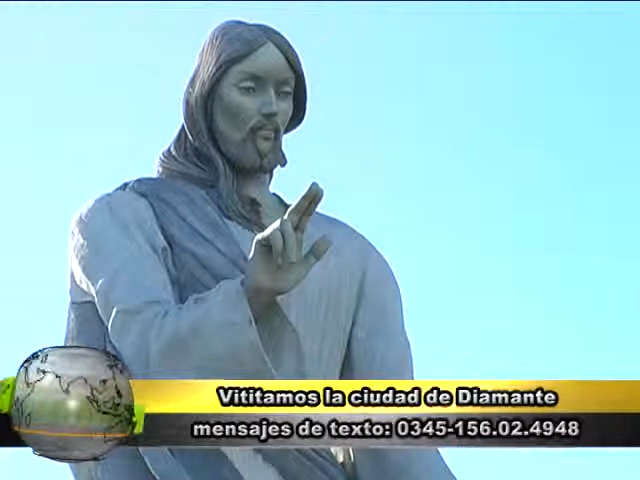 Vititamos la ciudad de Diamante
mensajes de texto: 0345-156.02.4948